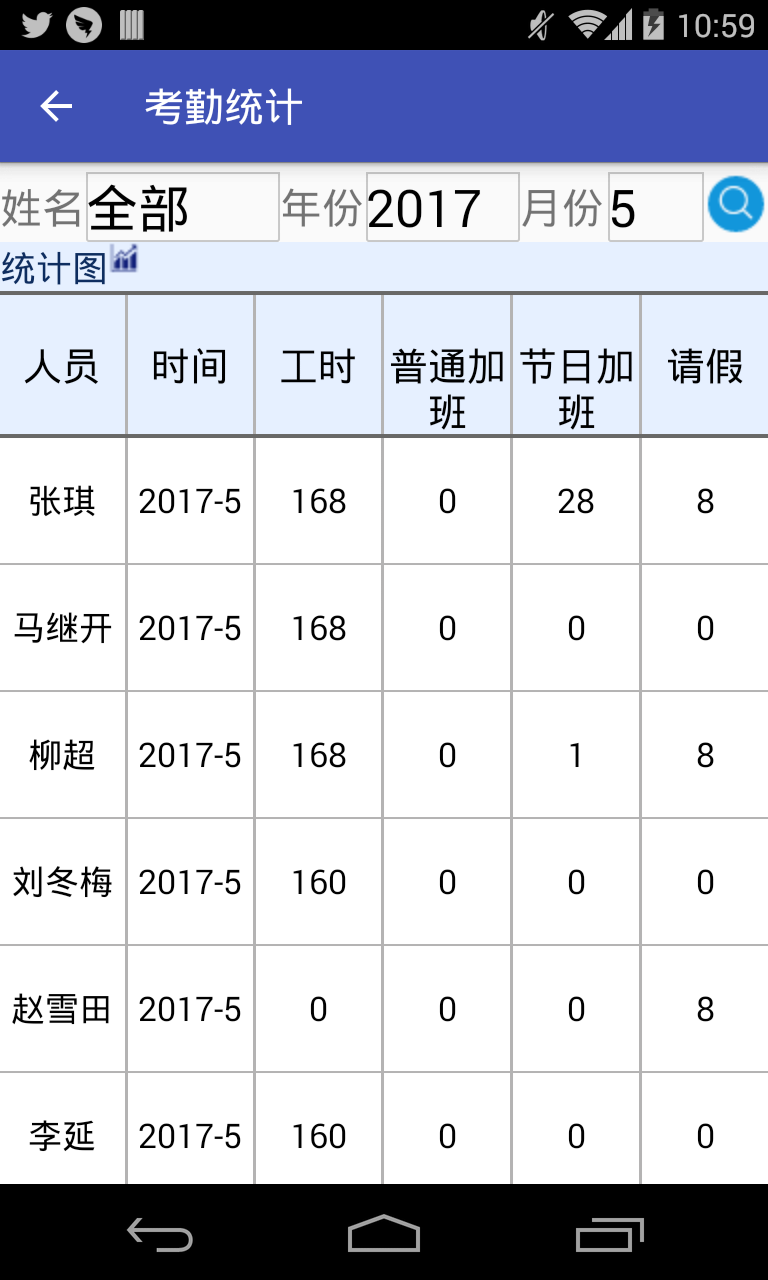 10:59
考勤统计
姓名 全部 年份 2017 月份 5
统计图
人员 时间 工时 普通加班 节日加班 请假
张琪 2017-5 168 0 28 8
马继开 2017-5 168 0 0 0
柳超 2017-5 168 0 1 8
刘冬梅 2017-5 160 0 0 0
赵雪田 2017-5 0 0 0 8
李延 2017-5 160 0 0 0